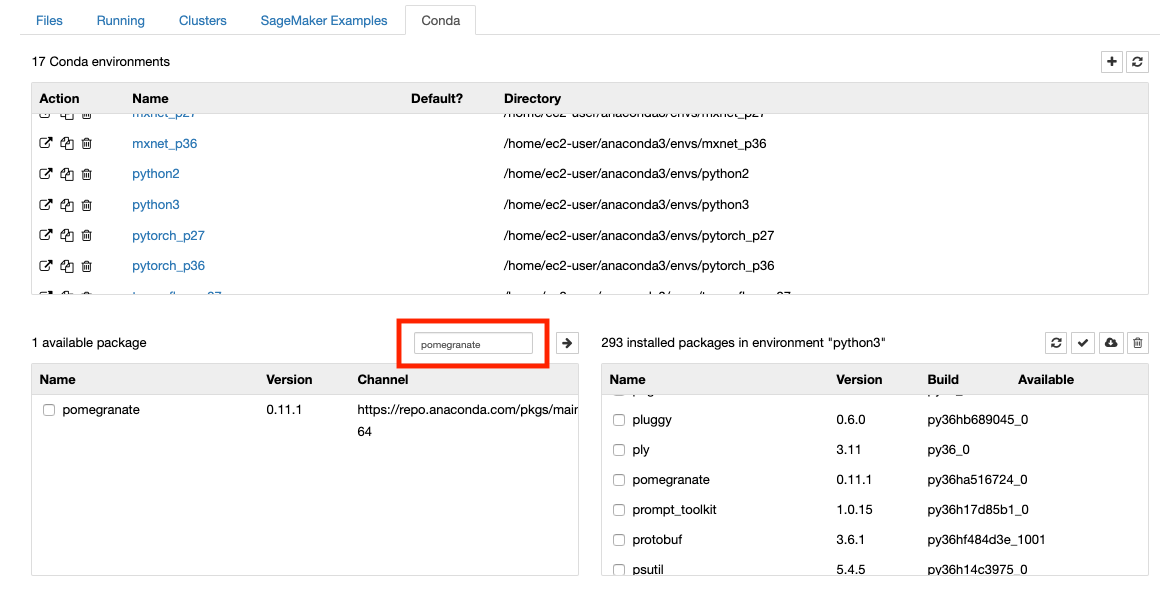 Files Running Clusters SageMaker Examples Conda
17 Conda environments
Action Name Default? Directory
mxnet_p27 /home/ec2-user/anaconda3/envs/mxnet_p27
mxnet_p36 /home/ec2-user/anaconda3/envs/mxnet_p36
python2 /home/ec2-user/anaconda3/envs/python2
python3 /home/ec2-user/anaconda3/envs/python3
pytorch_p27 /home/ec2-user/anaconda3/envs/pytorch_p27
pytorch_p36 /home/ec2-user/anaconda3/envs/pytorch_p36
1 available package pomegranate 293 installed packages in environment "python3"
Name Version Channel Name Version Build Available
pomegranate 0.11.1 https://repo.anaconda.com/pkgs/mair
64
pluggy 0.6.0 py36hb689045_0
ply 3.11 py36_0
pomegranate 0.11.1 py36ha516724_0
prompt_toolkit 1.0.15 py36h17d85b1_0
protobuf 3.6.1 py36hf484d3e_1001
psutil 5.4.5 py36h14c3975_0